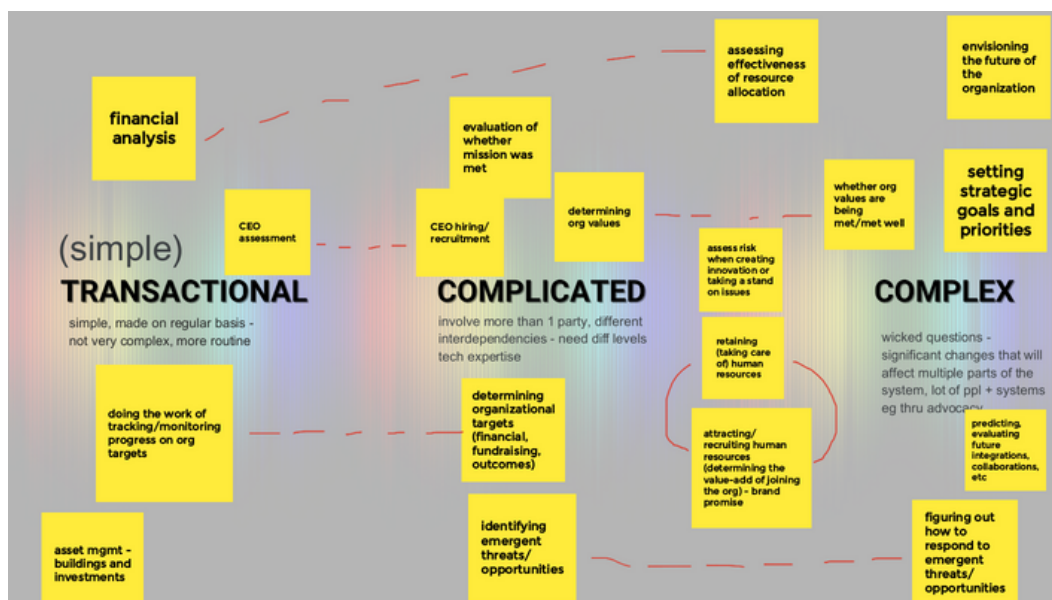 financial
analysis
assessing
effectiveness
of resource
allocation
envisioning
the future of
the
organization
evaluation of
whether
mission was
met
CEO
assessment
CEO hiring/
recruitment
determining
org values
whether org
values are
being
met/met well
setting
strategic
goals and
priorities
assess risk
when creating
innovation or
taking a stand
on issues
(simple)
TRANSACTIONAL
simple, made on regular basis -
not very complex, more routine
COMPLICATED
involve more than 1 party, different
interdependencies - need diff levels
tech expertise
COMPLEX
wicked questions -
significant changes that will
affect multiple parts of the
system, lot of ppl + systems
eg thru advocacy
retaining
(taking care
of) human
resources
doing the work of
tracking/monitoring
progress on org
targets
determining
organizational
targets
(financial,
fundraising,
outcomes)
attracting/
recruiting human
resources
(determining the
value-add of joining
the org) - brand
promise
predicting,
evaluating
future
integrations,
collaborations,
etc
asset mgmt -
buildings and
investments
identifying
emergent
threats/
opportunities
figuring out
how to
respond to
emergent
threats/
opportunities